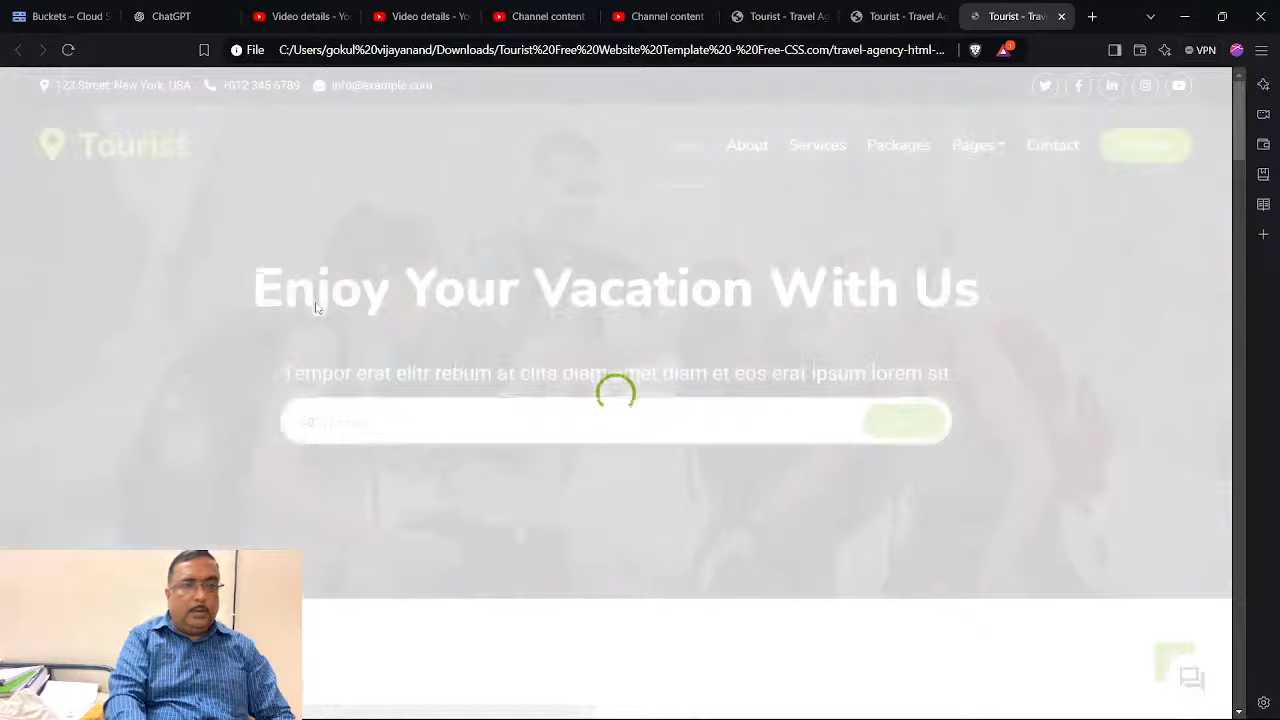 Buckets – Cloud S
ChatGPT
Video details - Yo
Video details - Yo
Channel content
Channel content
Tourist - Travel Ag
Tourist - Travel Ag
Tourist - Trave
File
C:/Users/gokul%20vijayanand/Downloads/Tourist%20Free%20Website%20Template%20-%20Free-CSS.com/travel-agency-html-...
1
VPN
123 Street, New York, USA
+012 345 6789
info@example.com
Tourist
About
Services
Packages
Pages
Contact
Enjoy Your Vacation With Us
Tempor erat elitr rebum at clita diam amet diam et eos erat ipsum lorem sit